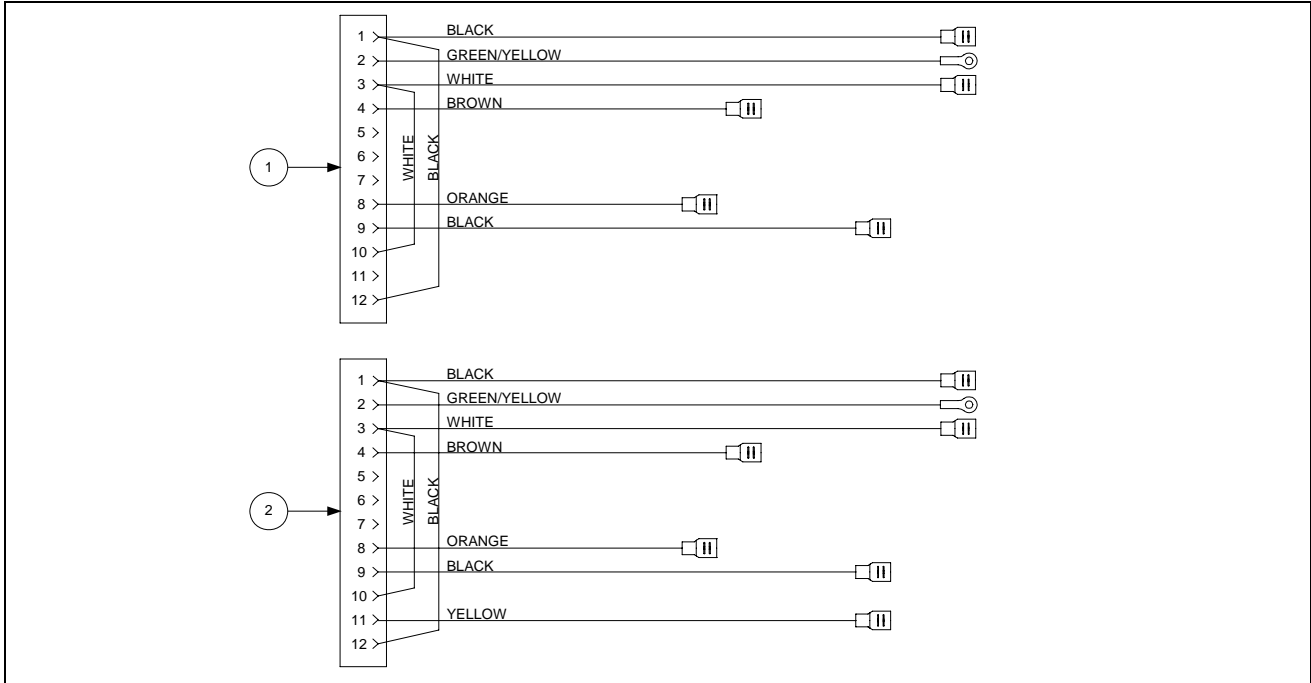 1 BLACK
2 GREEN/YELLOW
3 WHITE
4 BROWN
5
6
7
8 ORANGE
9 BLACK
10
11
12
WHITE
BLACK
1
1 BLACK
2 GREEN/YELLOW
3 WHITE
4 BROWN
5
6
7
8 ORANGE
9 BLACK
10
11 YELLOW
12
WHITE
BLACK
2